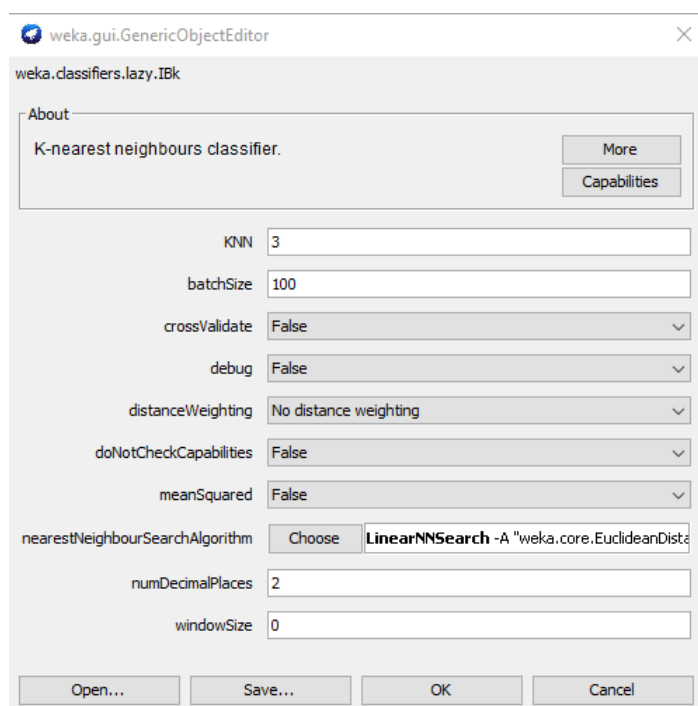 weka.gui.GenericObjectEditor
weka.classifiers.lazy.IBk
About
K-nearest neighbours classifier.
More
Capabilities
KNN 3
batchSize 100
crossValidate False
debug False
distanceWeighting No distance weighting
doNotCheckCapabilities False
meanSquared False
nearestNeighbourSearchAlgorithm Choose LinearNNSearch -A "weka.core.EuclideanDista
numDecimalPlaces 2
windowSize 0
Open... Save... OK Cancel